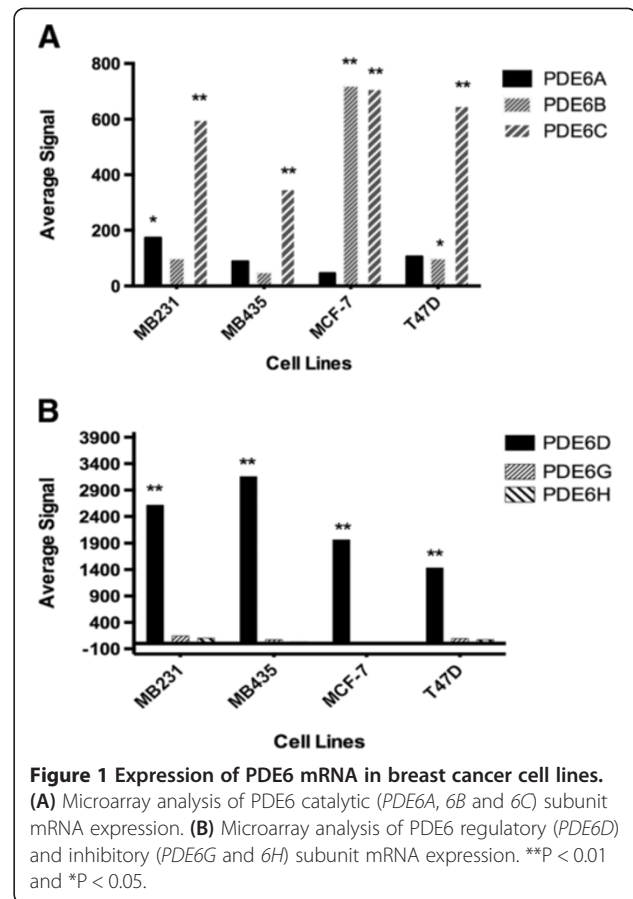 A
800
600
400
200
0
Average Signal
**
*
**
**
**
**
*
PDE6A
PDE6B
PDE6C
MB231
MB435
MCF-7
T47D
Cell Lines
B
3900
3400
2900
2400
1900
1400
900
400
-100
Average Signal
**
**
**
**
PDE6D
PDE6G
PDE6H
MB231
MB435
MCF-7
T47D
Cell Lines
Figure 1 Expression of PDE6 mRNA in breast cancer cell lines.
(A) Microarray analysis of PDE6 catalytic (PDE6A, 6B and 6C) subunit
mRNA expression. (B) Microarray analysis of PDE6 regulatory (PDE6D)
and inhibitory (PDE6G and 6H) subunit mRNA expression. **P < 0.01
and *P < 0.05.